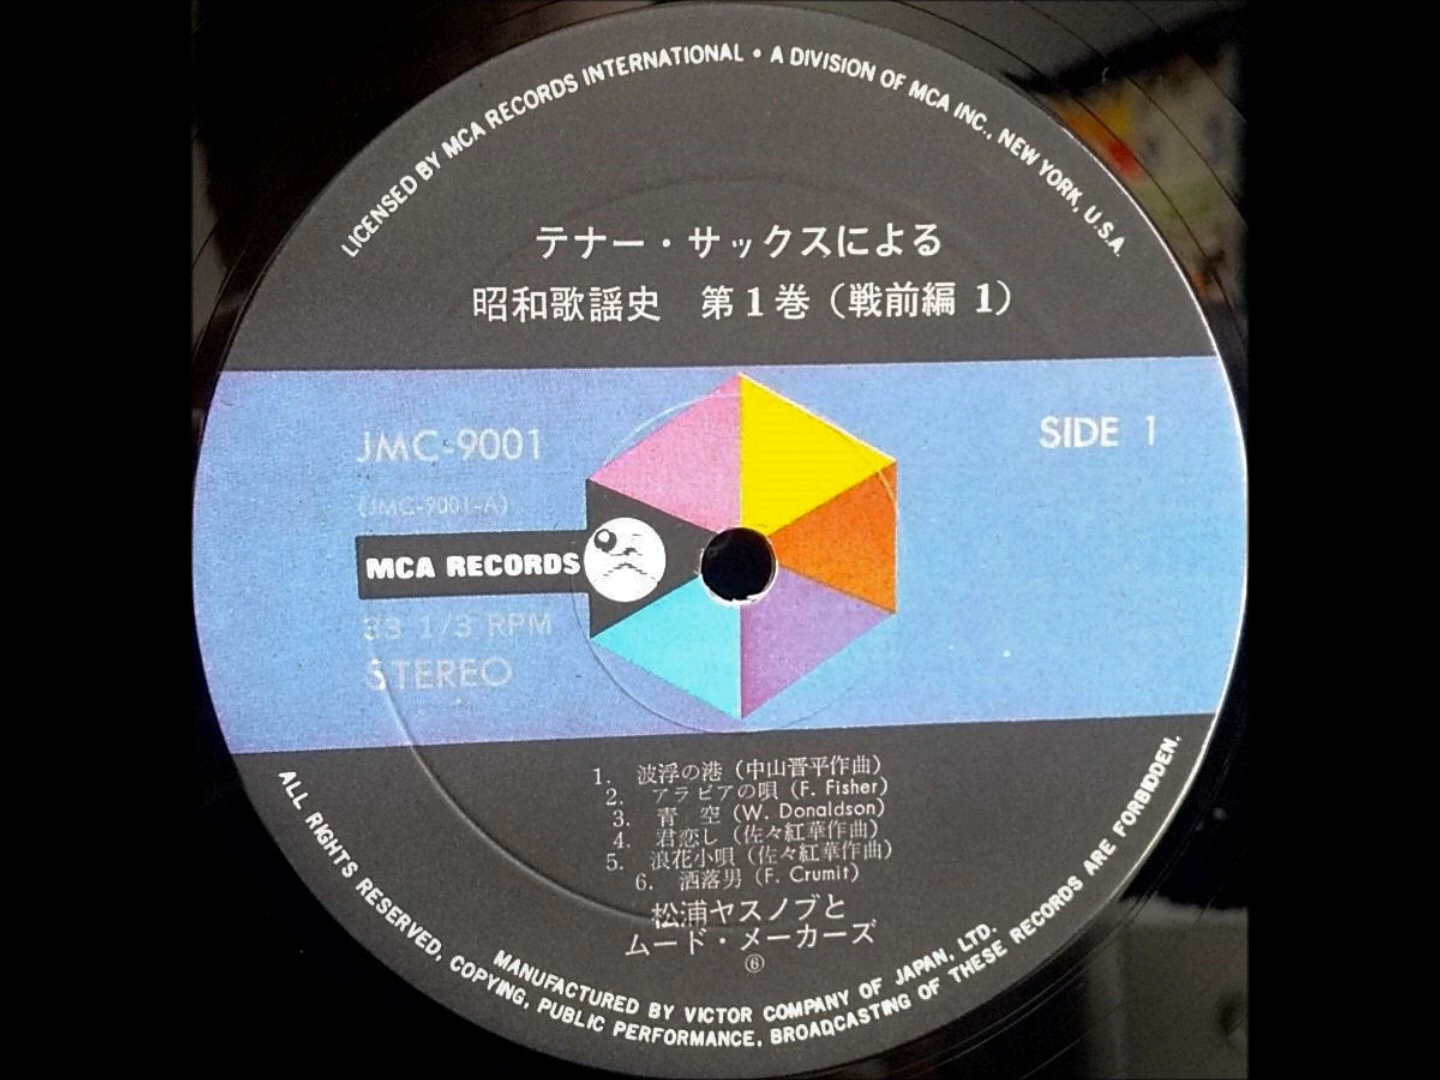 LICENSED BY MCA RECORDS INTERNATIONAL • A DIVISION OF MCA INC., NEW YORK, U.S.A.
テナー・サックスによる
昭和歌謡史 第1巻（戦前編 1）
JMC-9001
SIDE 1
(JMC-9001-A)
MCA RECORDS
33 1/3 RPM
STEREO
1. 波浮の港（中山晋平作曲）
2. アラビアの唄（F. Fisher）
3. 青 空（W. Donaldson）
4. 君恋し（佐々紅華作曲）
5. 浪花小唄（佐々紅華作曲）
6. 洒落男（F. Crumit）
松浦ヤスノブと
ムード・メーカーズ
⑥
MANUFACTURED BY VICTOR COMPANY OF JAPAN, LTD.
ALL RIGHTS RESERVED, COPYING, PUBLIC PERFORMANCE, BROADCASTING OF THESE RECORDS ARE FORBIDDEN.